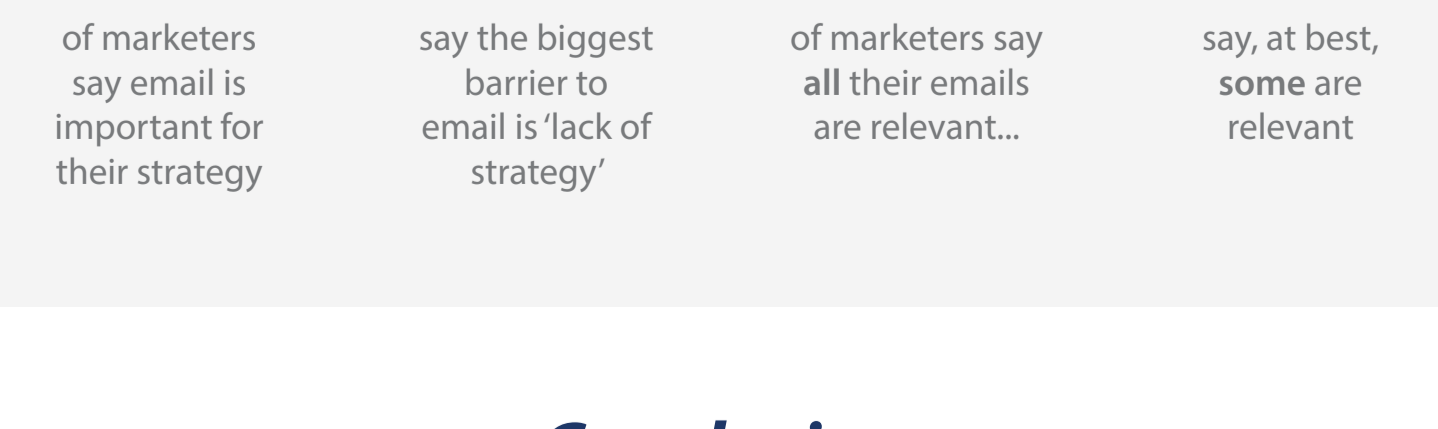 of marketers
say email is
important for
their strategy
say the biggest
barrier to
email is ‘lack of
strategy’
of marketers say
all their emails
are relevant...
say, at best,
some are
relevant